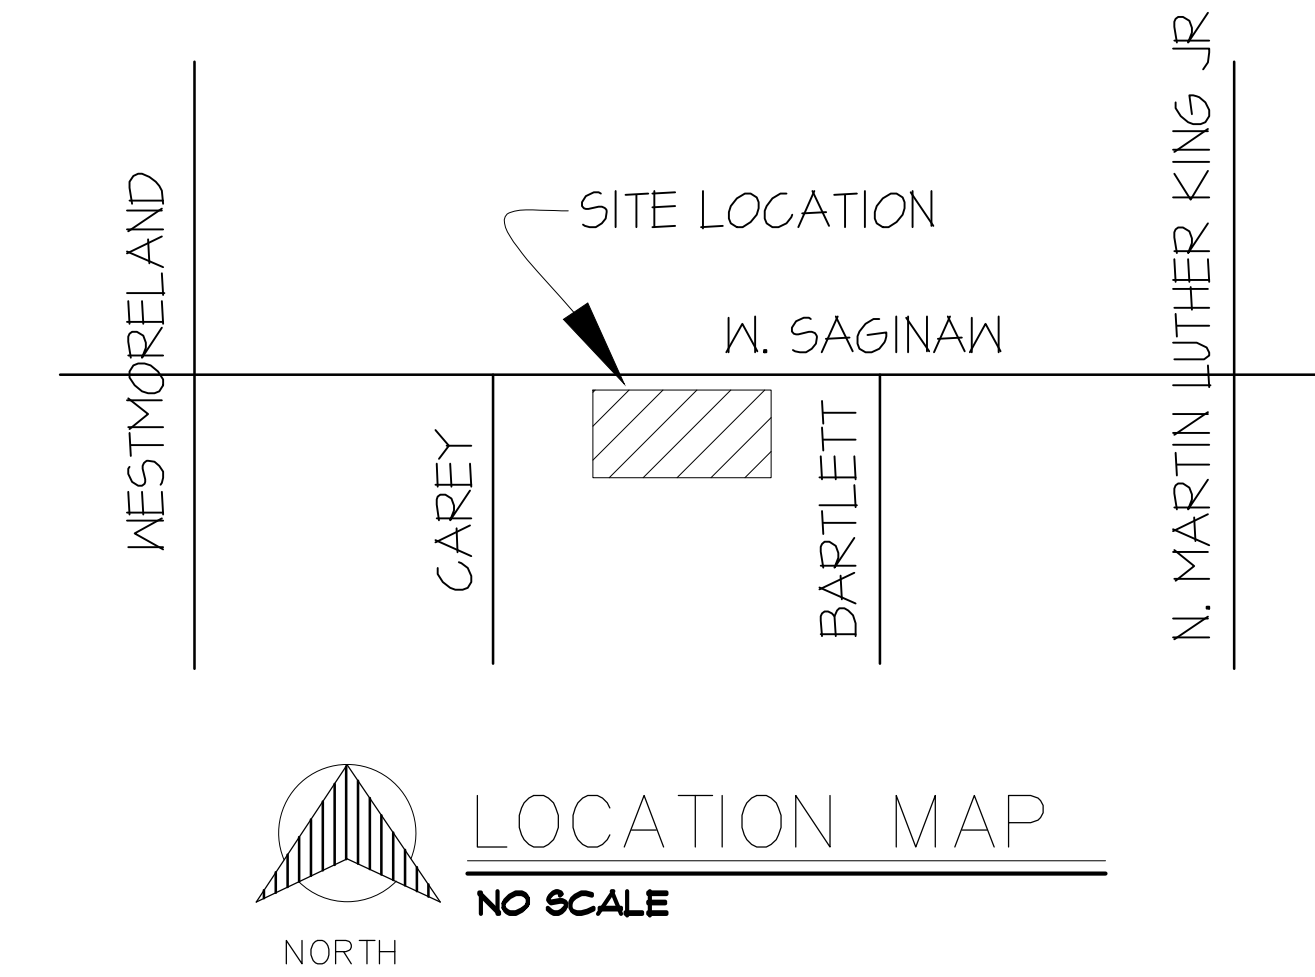 SITE LOCATION
W. SAGINAW
WESTMORELAND
CAREY
BARTLETT
N. MARTIN LUTHER KING JR
LOCATION MAP
NO SCALE
NORTH